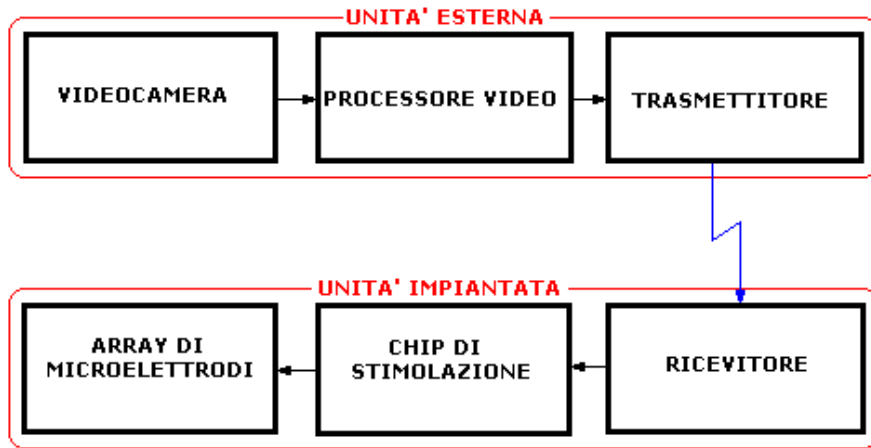 UNITA' ESTERNA
VIDEOCAMERA
PROCESSORE VIDEO
TRASMETTITORE
UNITA' IMPIANTATA
ARRAY DI
MICROELETTRODI
CHIP DI
STIMOLAZIONE
RICEVITORE